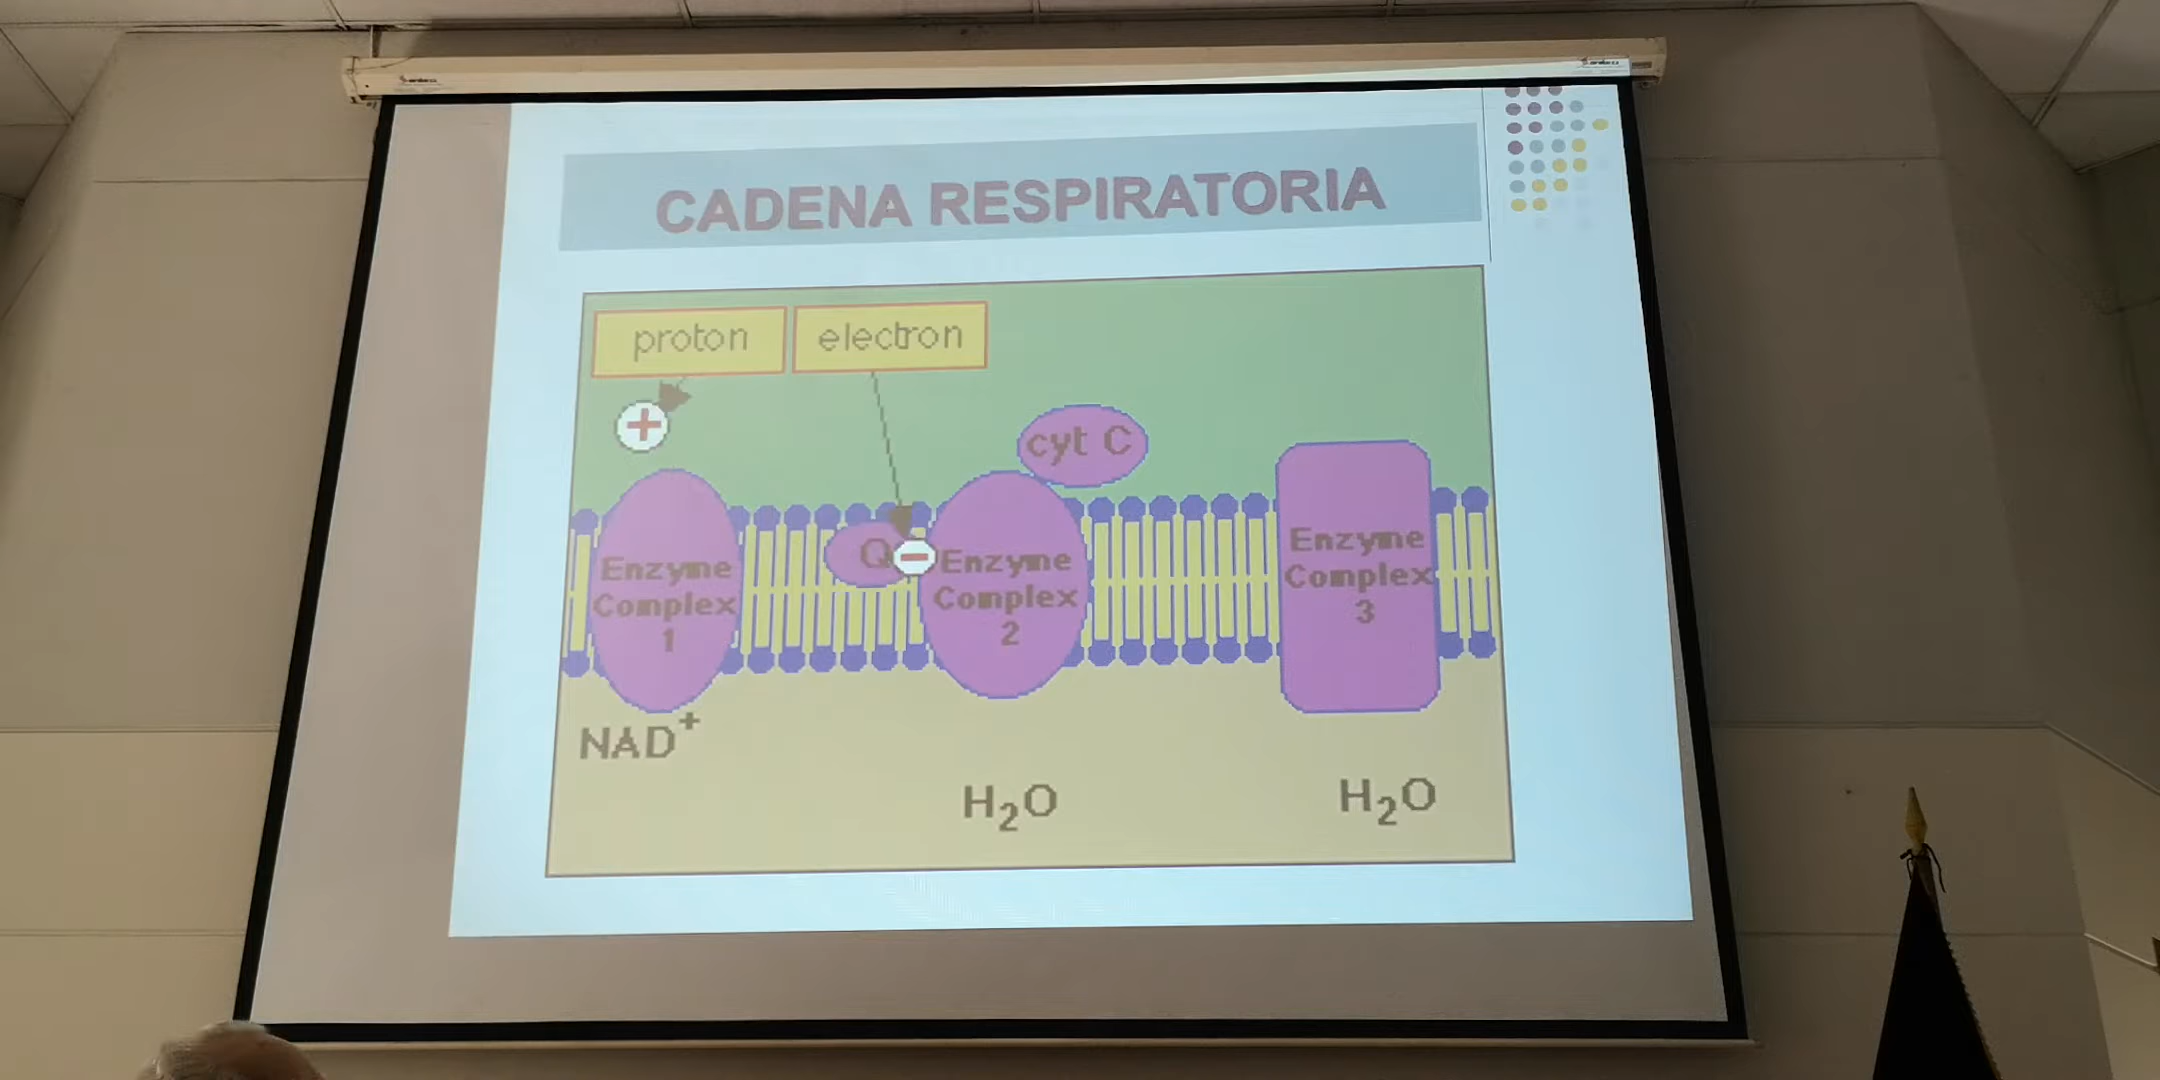 CADENA RESPIRATORIA
proton
electron
cyt C
Q
Enzyme
Complex
1
Enzyme
Complex
2
Enzyme
Complex
3
NAD⁺
H₂O
H₂O